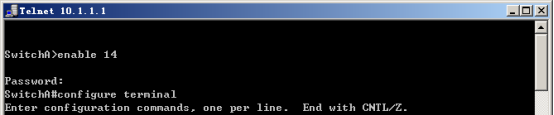 Telnet 10.1.1.1
SwitchA>enable 14
Password:
SwitchA#configure terminal
Enter configuration commands, one per line.  End with CNTL/Z.